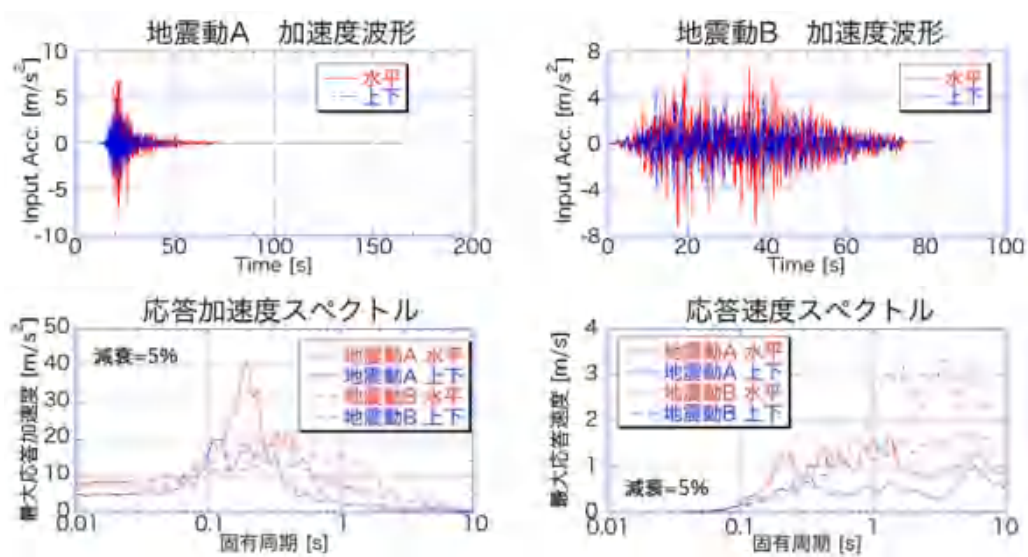 地震動A　加速度波形
10
5
0
-5
-10
Input Acc. [m/s²]
水平
上下
0 50 100 150 200
Time [s]
地震動B　加速度波形
8
4
0
-4
-8
Input Acc. [m/s²]
水平
上下
0 20 40 60 80 100
Time [s]
応答加速度スペクトル
50
40
30
20
10
0
最大応答加速度 [m/s²]
減衰=5%
地震動A 水平
地震動A 上下
地震動B 水平
地震動B 上下
0.01 0.1 1 10
固有周期 [s]
応答速度スペクトル
4
3
2
1
0
最大応答速度 [m/s]
地震動A 水平
地震動A 上下
地震動B 水平
地震動B 上下
減衰=5%
0.01 0.1 1 10
固有周期 [s]